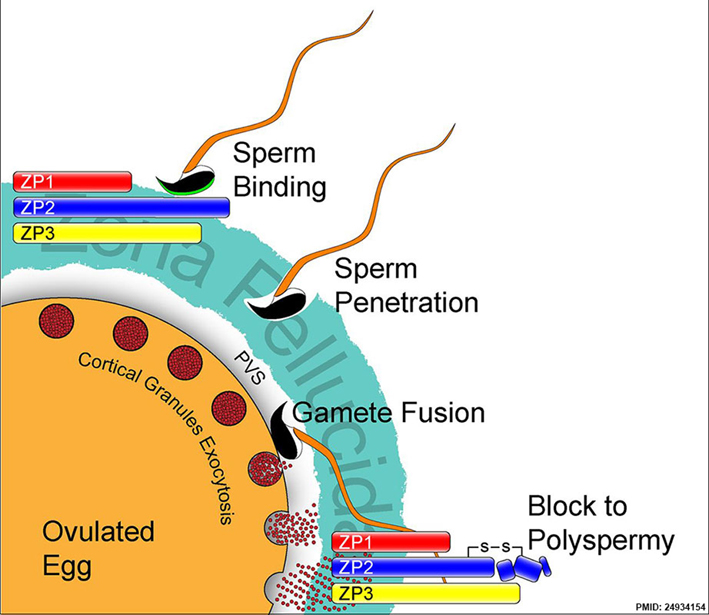 Sperm
Binding
ZP1
ZP2
ZP3
Zona Pellucida
Sperm
Penetration
PVS
Cortical Granules Exocytosis
Gamete Fusion
Ovulated
Egg
Block to
Polyspermy
ZP1
ZP2
S-S
ZP3
PMID: 24934154